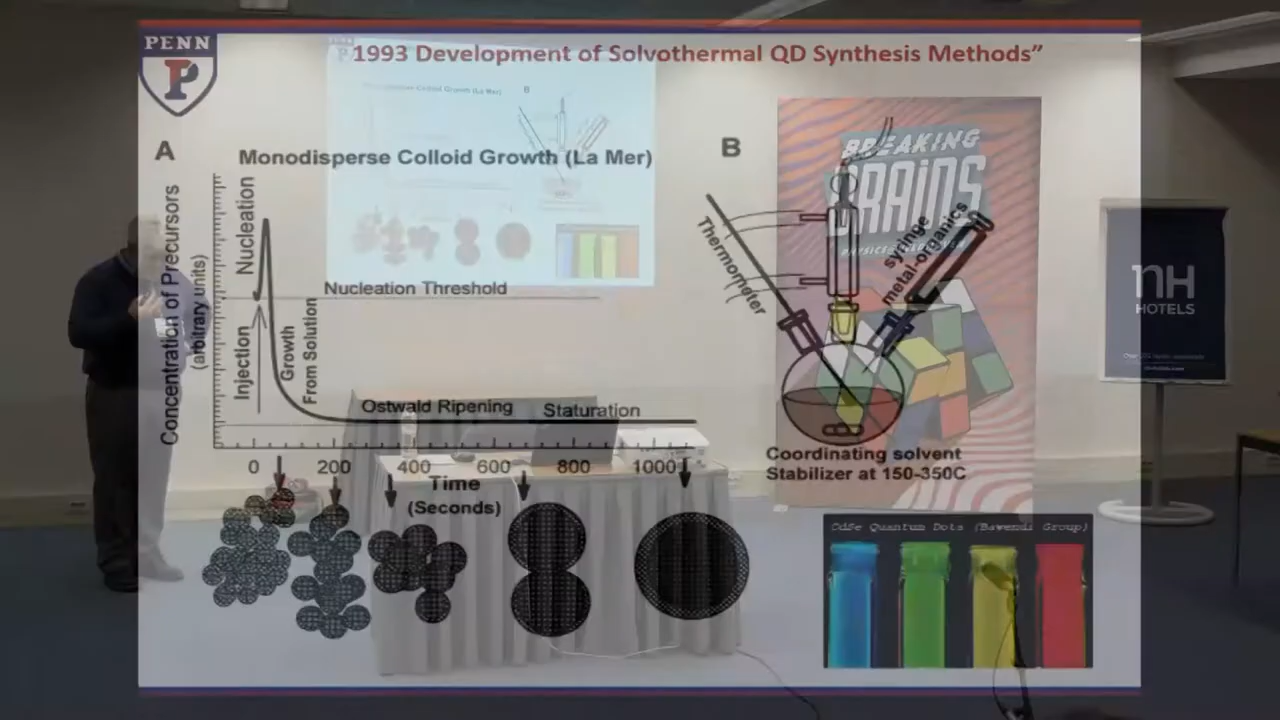 PENN
P
"1993 Development of Solvothermal QD Synthesis Methods"
A
Monodisperse Colloid Growth (La Mer)
Concentration of Precursors
(arbitrary units)
Nucleation
Nucleation Threshold
Injection
Growth
From Solution
Ostwald Ripening
Staturation
0 200 400 600 800 1000
Time
(Seconds)
B
Thermometer
syringe
metal-organics
Coordinating solvent
Stabilizer at 150-350C
CdSe Quantum Dots (Bawendi Group)
BREAKING
BRAINS
NH
HOTELS